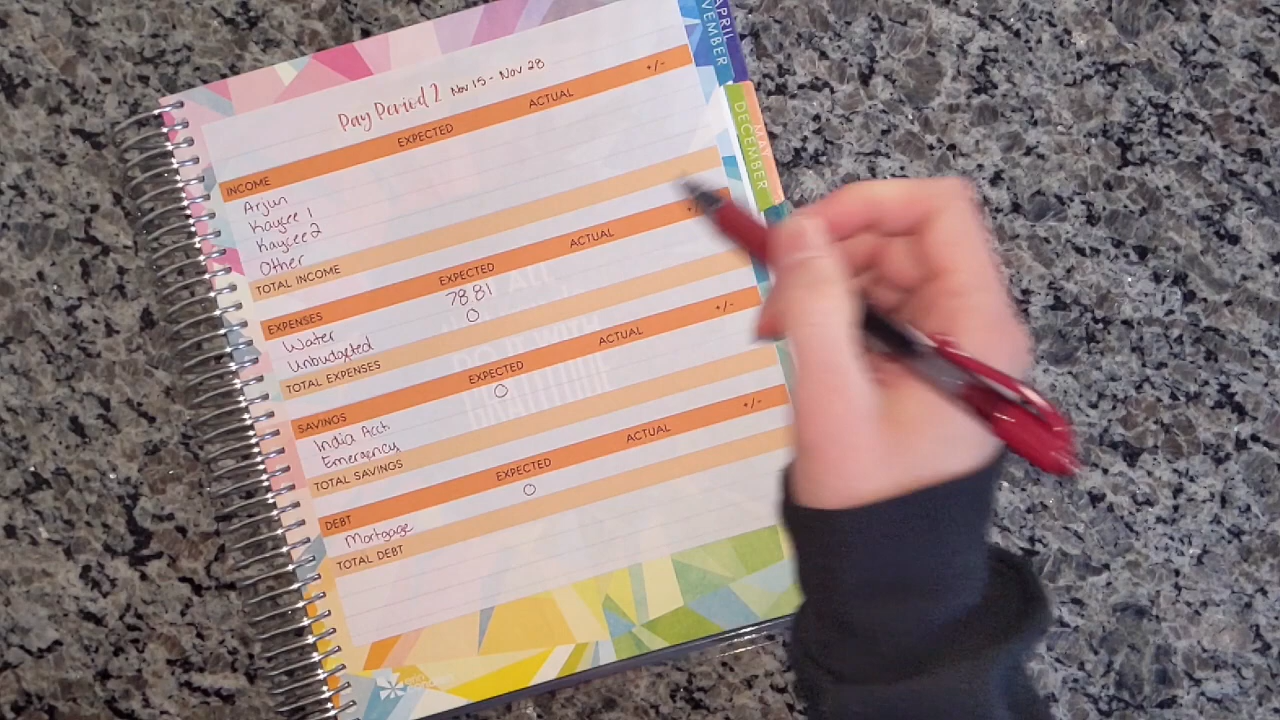 APRIL
NOVEMBER
MAY
DECEMBER
Pay Period 2 Nov 15 - Nov 28
INCOME EXPECTED ACTUAL +/-
Arjun
Kaycee 1
Kaycee 2
Other
TOTAL INCOME
EXPENSES EXPECTED ACTUAL
Water 78.81
Unbudgeted 0
TOTAL EXPENSES
SAVINGS EXPECTED ACTUAL +/-
India Acct. 0
Emergency
TOTAL SAVINGS
DEBT EXPECTED ACTUAL +/-
Mortgage 0
TOTAL DEBT